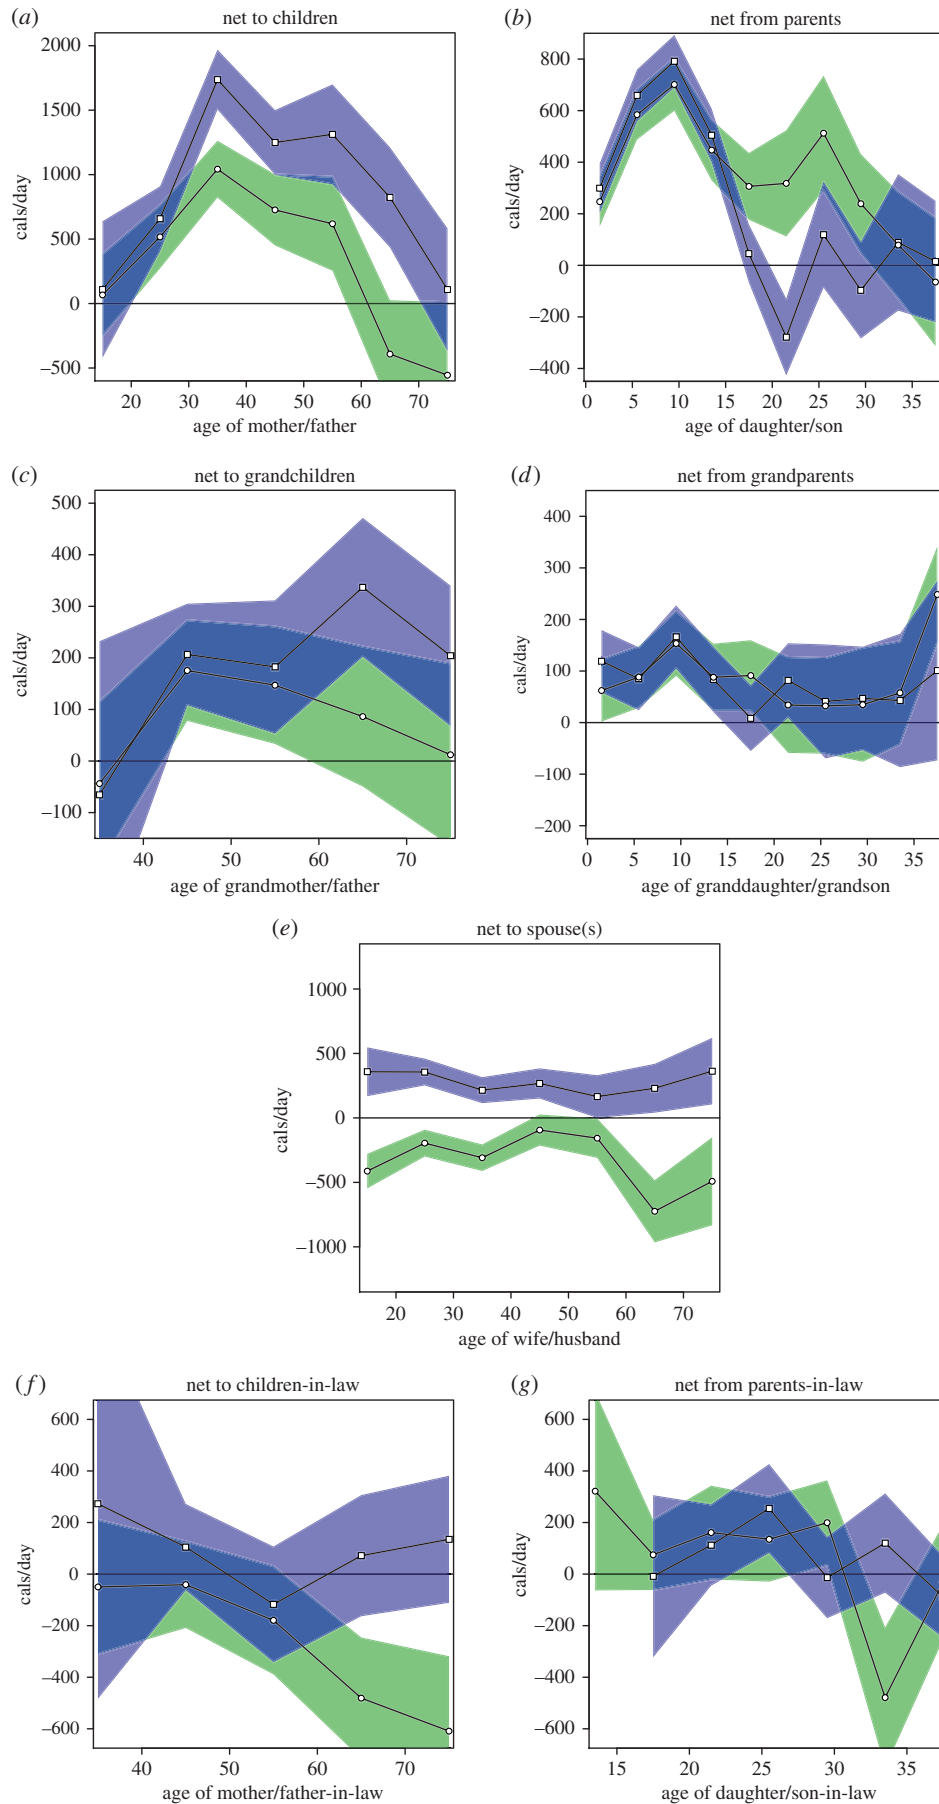 (a) net to children
2000
1500
1000
500
0
–500
cals/day
20 30 40 50 60 70
age of mother/father
(b) net from parents
800
600
400
200
0
–200
–400
cals/day
0 5 10 15 20 25 30 35
age of daughter/son
(c) net to grandchildren
500
400
300
200
100
0
–100
cals/day
40 50 60 70
age of grandmother/father
(d) net from grandparents
400
300
200
100
0
–100
–200
cals/day
0 5 10 15 20 25 30 35
age of granddaughter/grandson
(e) net to spouse(s)
1000
500
0
–500
–1000
cals/day
20 30 40 50 60 70
age of wife/husband
(f) net to children-in-law
600
400
200
0
–200
–400
–600
cals/day
40 50 60 70
age of mother/father-in-law
(g) net from parents-in-law
600
400
200
0
–200
–400
–600
cals/day
15 20 25 30 35
age of daughter/son-in-law